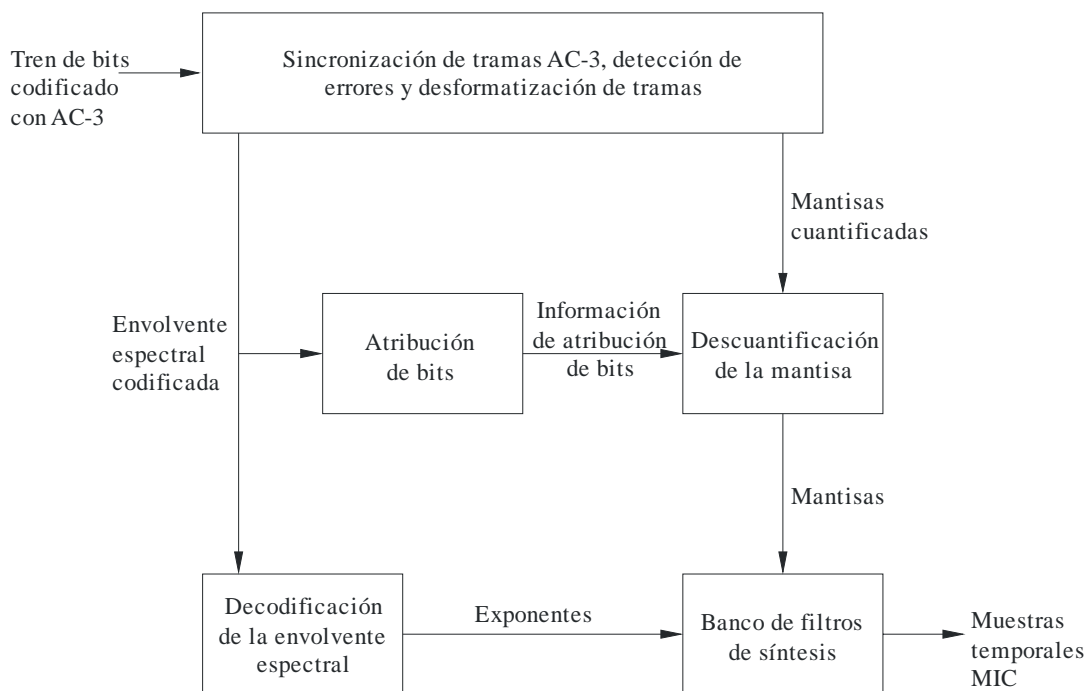 Tren de bits
codificado
con AC-3
Sincronización de tramas AC-3, detección de
errores y desformatización de tramas
Mantisas
cuantificadas
Envolvente
espectral
codificada
Atribución
de bits
Información
de atribución
de bits
Descuantificación
de la mantisa
Mantisas
Decodificación
de la envolvente
espectral
Exponentes
Banco de filtros
de síntesis
Muestras
temporales
MIC